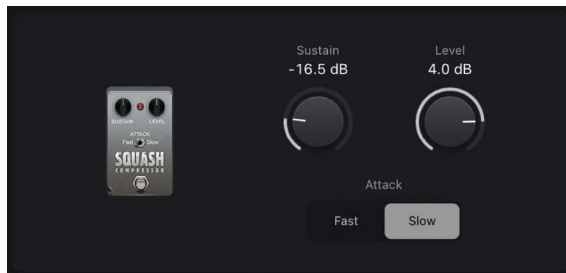 SUSTAIN LEVEL
ATTACK
Fast Slow
SQUASH
COMPRESSOR
Sustain Level
-16.5 dB 4.0 dB
Attack
Fast Slow